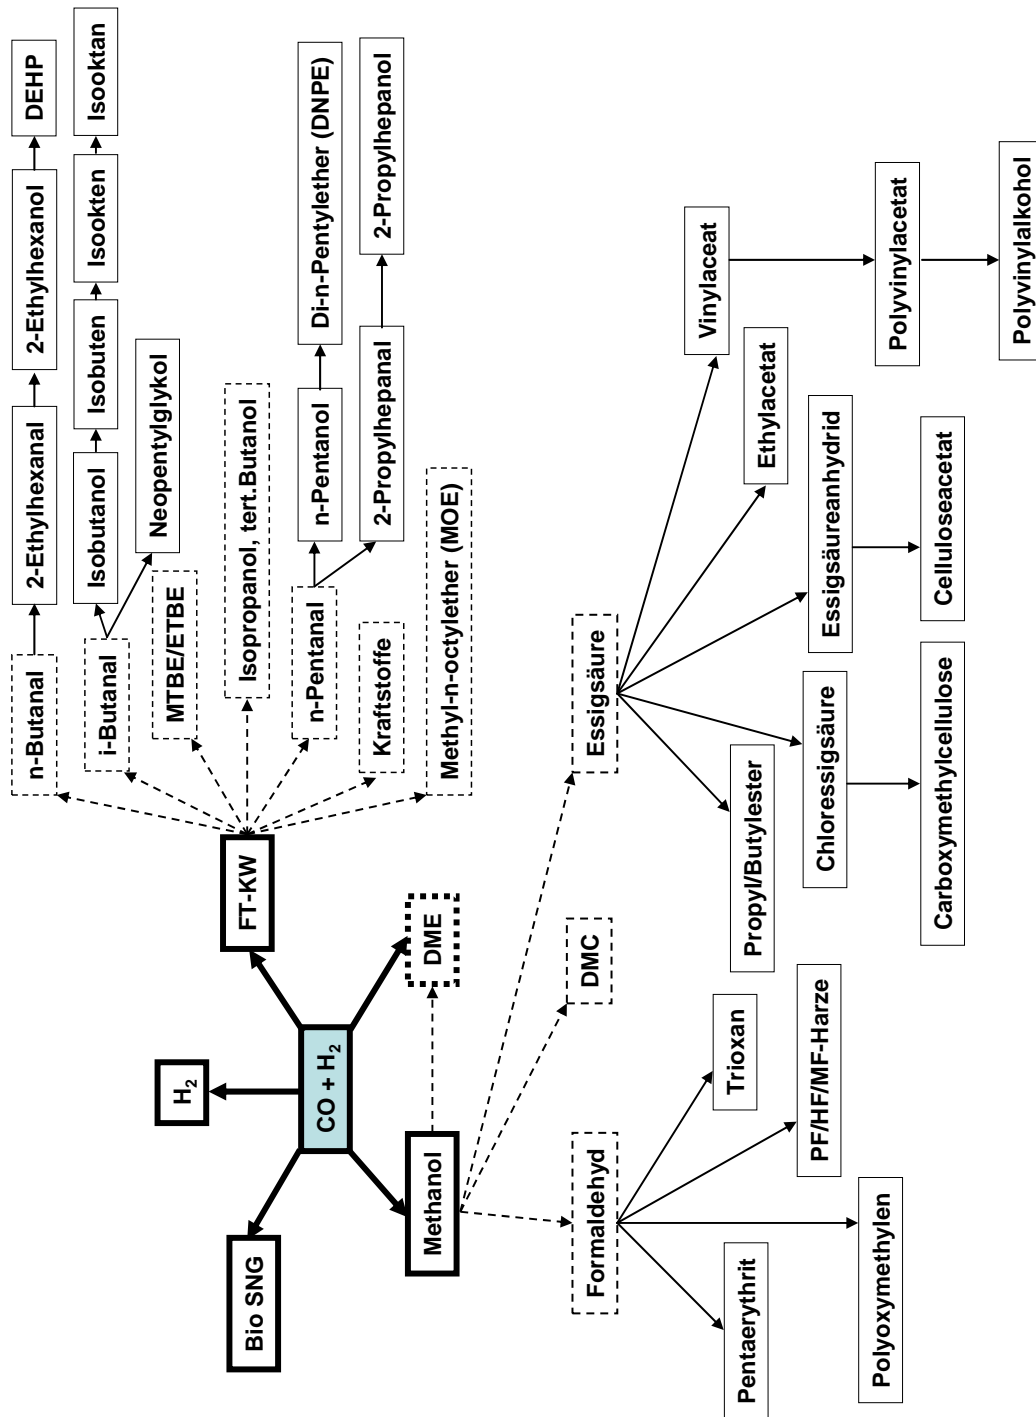 Bio SNG
H₂
CO + H₂
Methanol
DME
FT-KW
n-Butanal
2-Ethylhexanal
2-Ethylhexanol
DEHP
i-Butanal
Isobutanol
Isobuten
Isookten
Isooktan
Neopentylglykol
MTBE/ETBE
Isopropanol, tert.Butanol
n-Pentanal
n-Pentanol
Di-n-Pentylether (DNPE)
2-Propylhepanal
2-Propylhepanol
Kraftstoffe
Methyl-n-octylether (MOE)
Formaldehyd
DMC
Essigsäure
Pentaerythrit
Polyoxymethylen
PF/HF/MF-Harze
Trioxan
Propyl/Butylester
Chloressigsäure
Carboxymethylcellulose
Essigsäureanhydrid
Celluloseacetat
Ethylacetat
Vinylaceat
Polyvinylacetat
Polyvinylalkohol